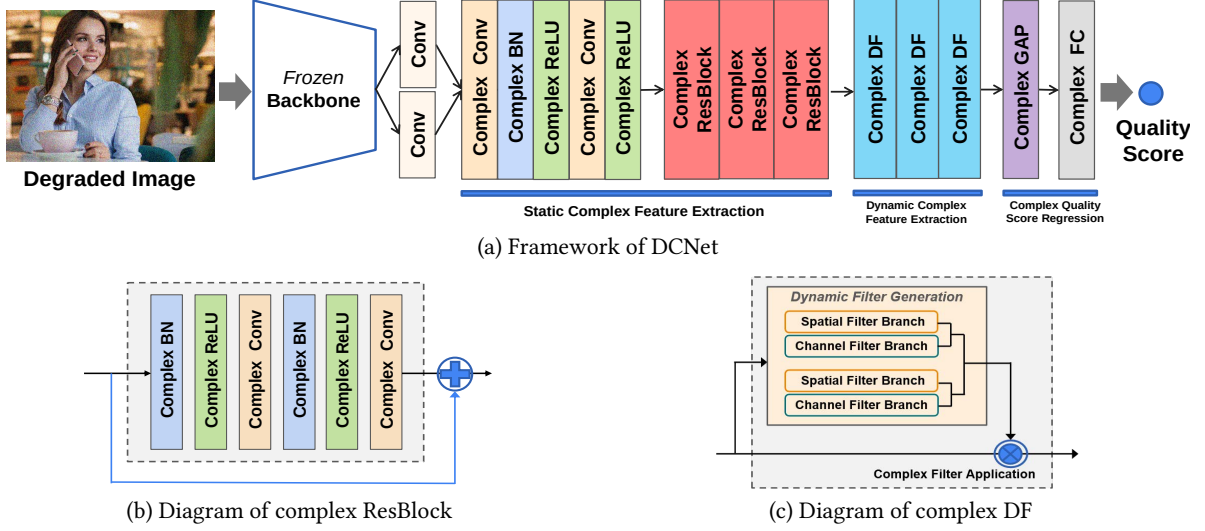 Degraded Image
Frozen
Backbone
Conv
Conv
Complex Conv
Complex BN
Complex ReLU
Complex Conv
Complex ReLU
Complex
ResBlock
Complex
ResBlock
Complex
ResBlock
Complex DF
Complex DF
Complex DF
Complex GAP
Complex FC
Quality
Score
Static Complex Feature Extraction
Dynamic Complex
Feature Extraction
Complex Quality
Score Regression
(a) Framework of DCNet
Complex BN
Complex ReLU
Complex Conv
Complex BN
Complex ReLU
Complex Conv
(b) Diagram of complex ResBlock
Dynamic Filter Generation
Spatial Filter Branch
Channel Filter Branch
Spatial Filter Branch
Channel Filter Branch
Complex Filter Application
(c) Diagram of complex DF